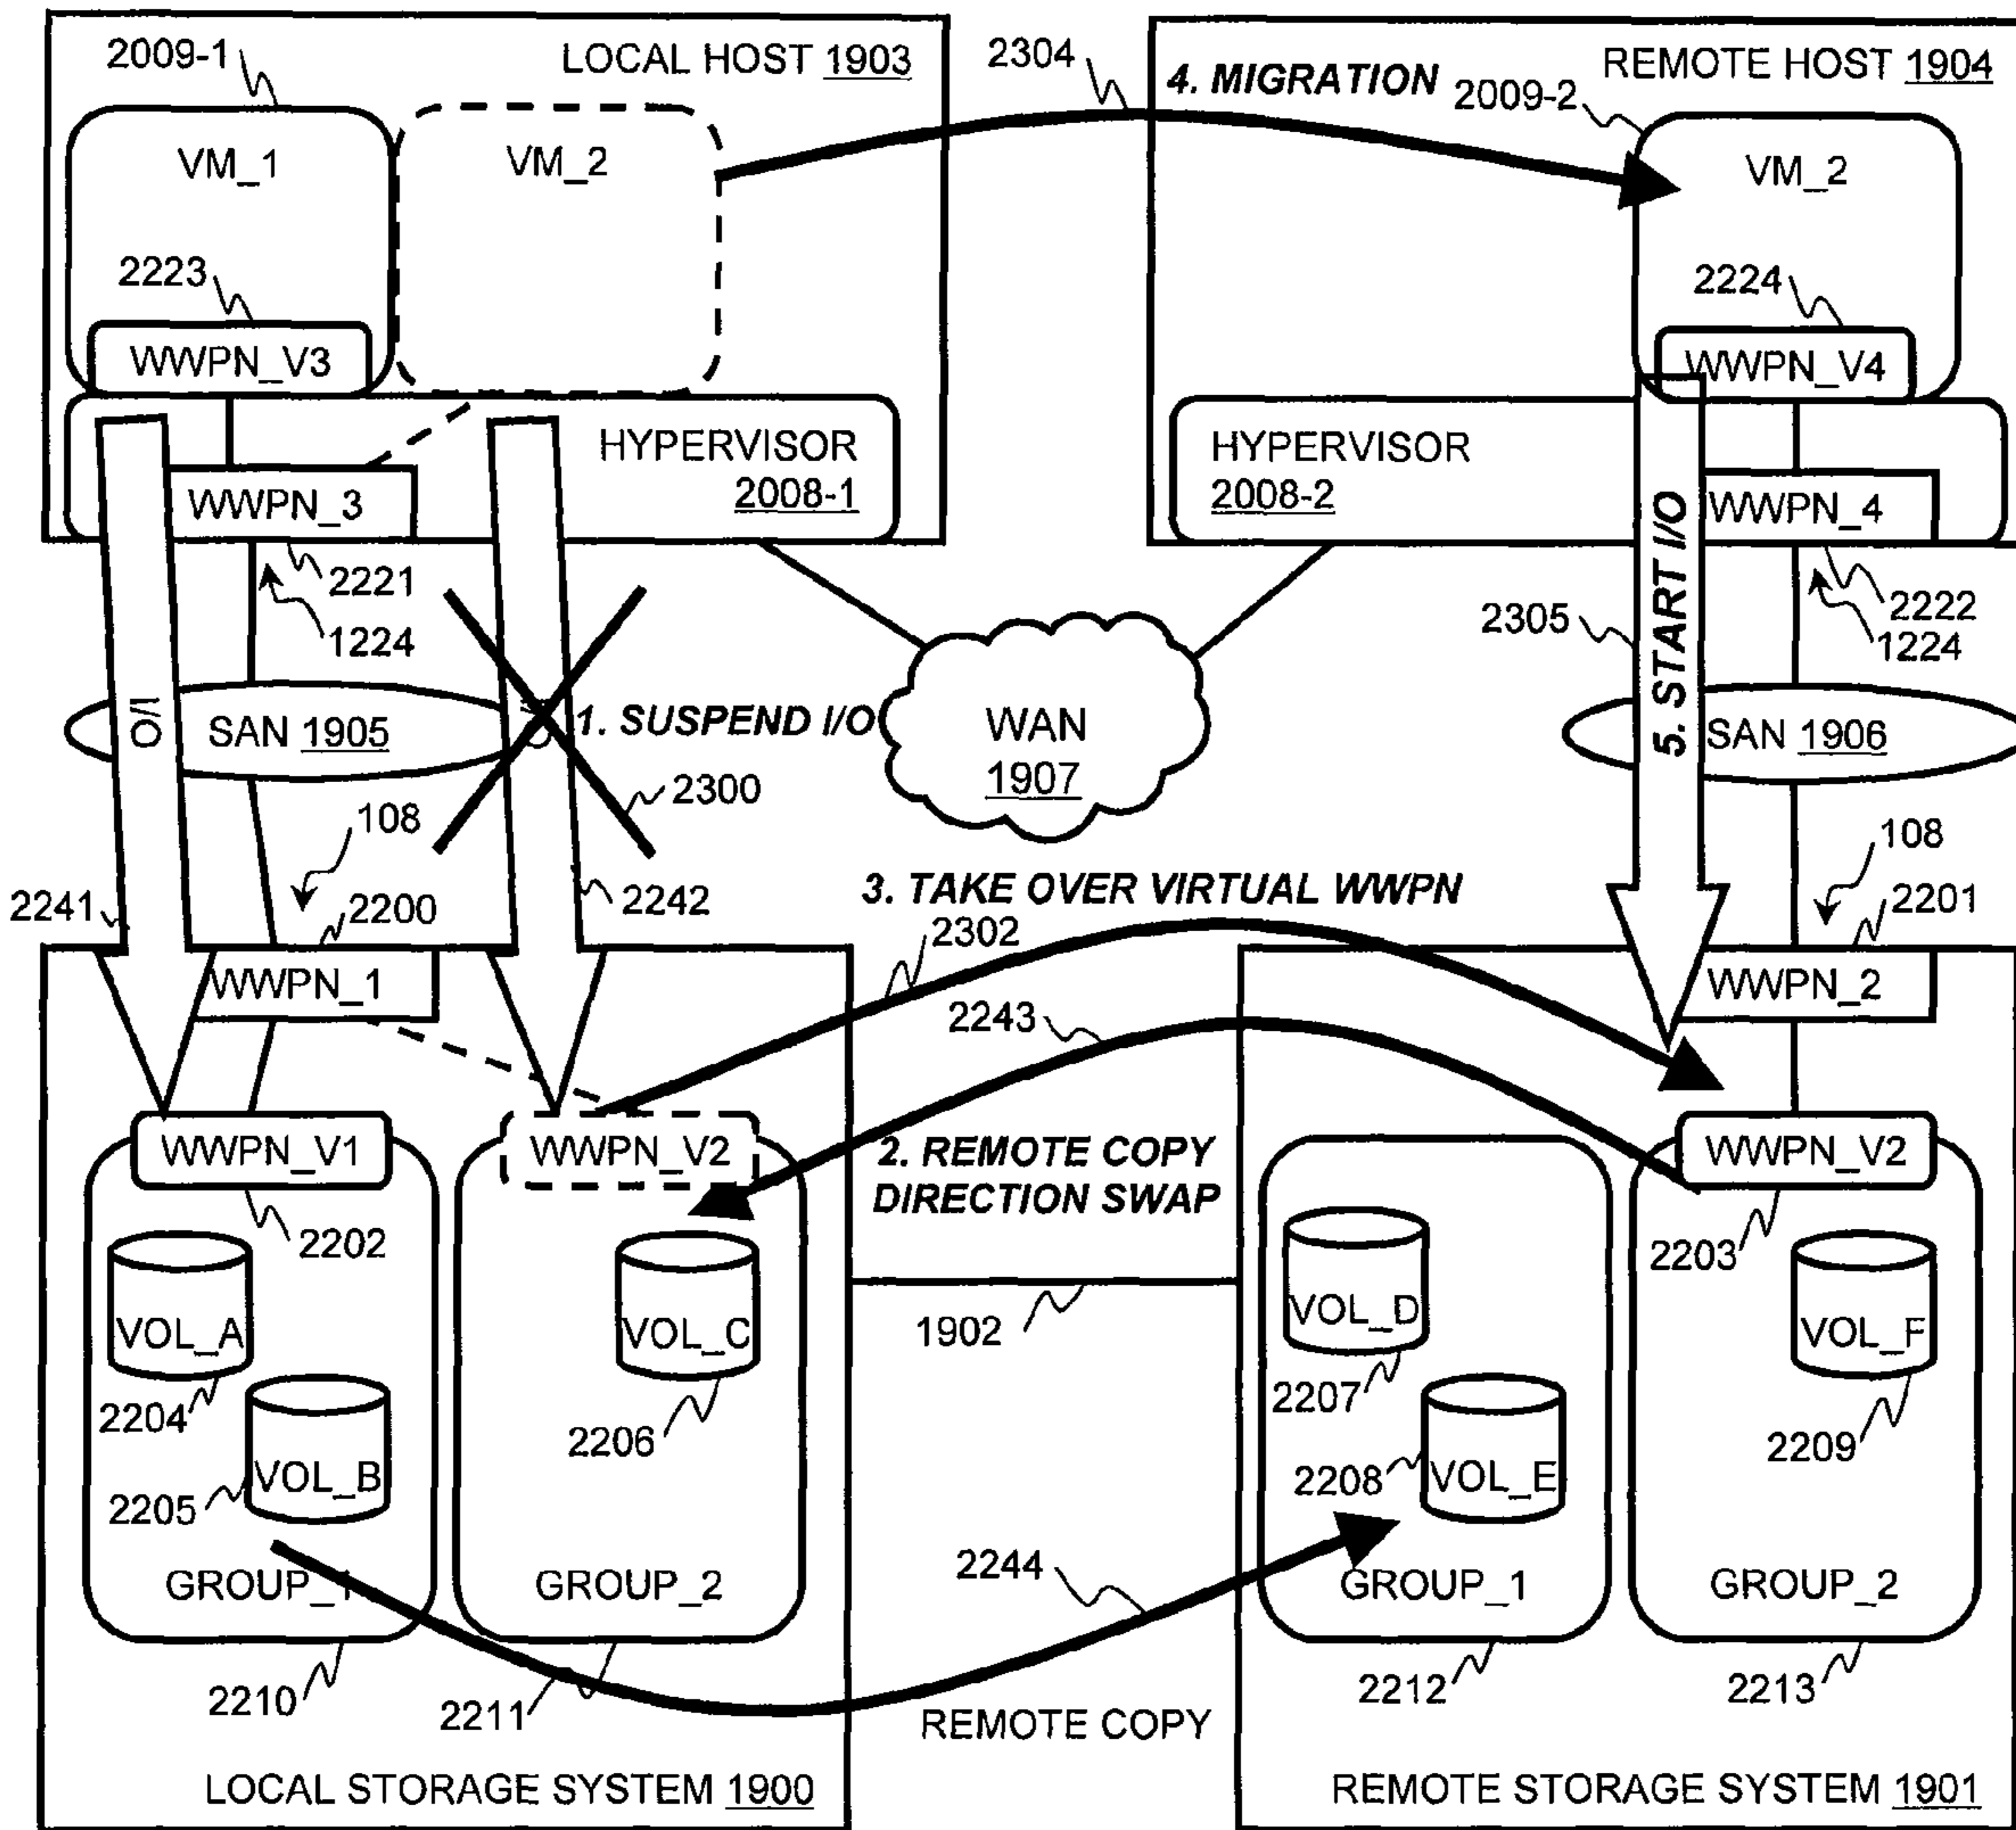 2009-1
LOCAL HOST 1903
2304
4. MIGRATION
REMOTE HOST 1904
2009-2
VM_1
VM_2
VM_2
2223
2224
WWPN_V3
WWPN_V4
HYPERVISOR
2008-1
HYPERVISOR
2008-2
WWPN_3
WWPN_4
2221
1224
2222
1224
2305
5. START I/O
I/O
SAN 1905
1. SUSPEND I/O
2300
WAN
1907
SAN 1906
108
108
2241
2200
2242
3. TAKE OVER VIRTUAL WWPN
2302
2201
WWPN_1
2243
WWPN_2
WWPN_V1
WWPN_V2
2. REMOTE COPY
DIRECTION SWAP
WWPN_V2
2202
2203
VOL_A
VOL_C
1902
VOL_D
VOL_F
2204
2206
2207
2209
2205
VOL_B
2208
VOL_E
GROUP_1
GROUP_2
2244
GROUP_1
GROUP_2
2210
2211
REMOTE COPY
2212
2213
LOCAL STORAGE SYSTEM 1900
REMOTE STORAGE SYSTEM 1901